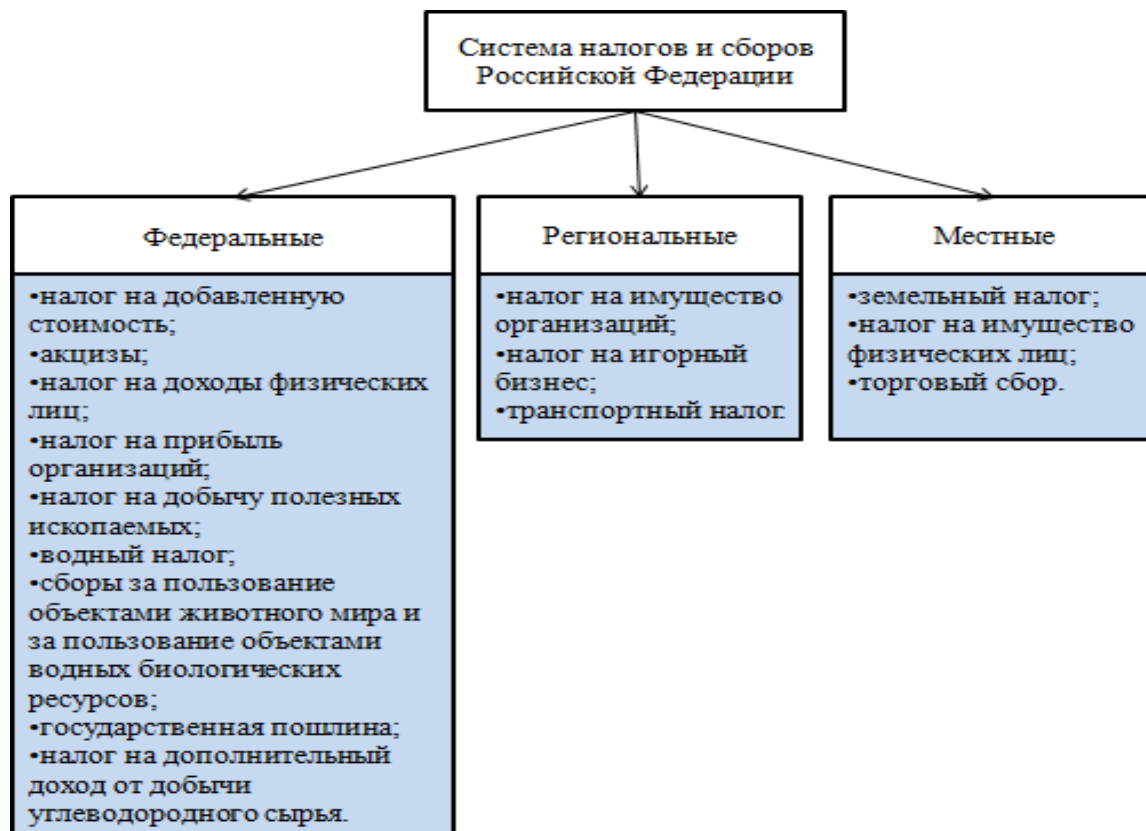 Система налогов и сборов
Российской Федерации
Федеральные
•налог на добавленную
стоимость;
•акцизы;
•налог на доходы физических
лиц;
•налог на прибыль
организаций;
•налог на добычу полезных
ископаемых;
•водный налог;
•сборы за пользование
объектами животного мира и
за пользование объектами
водных биологических
ресурсов;
•государственная пошлина;
•налог на дополнительный
доход от добычи
углеводородного сырья.
Региональные
•налог на имущество
организаций;
•налог на игорный
бизнес;
•транспортный налог.
Местные
•земельный налог;
•налог на имущество
физических лиц;
•торговый сбор.